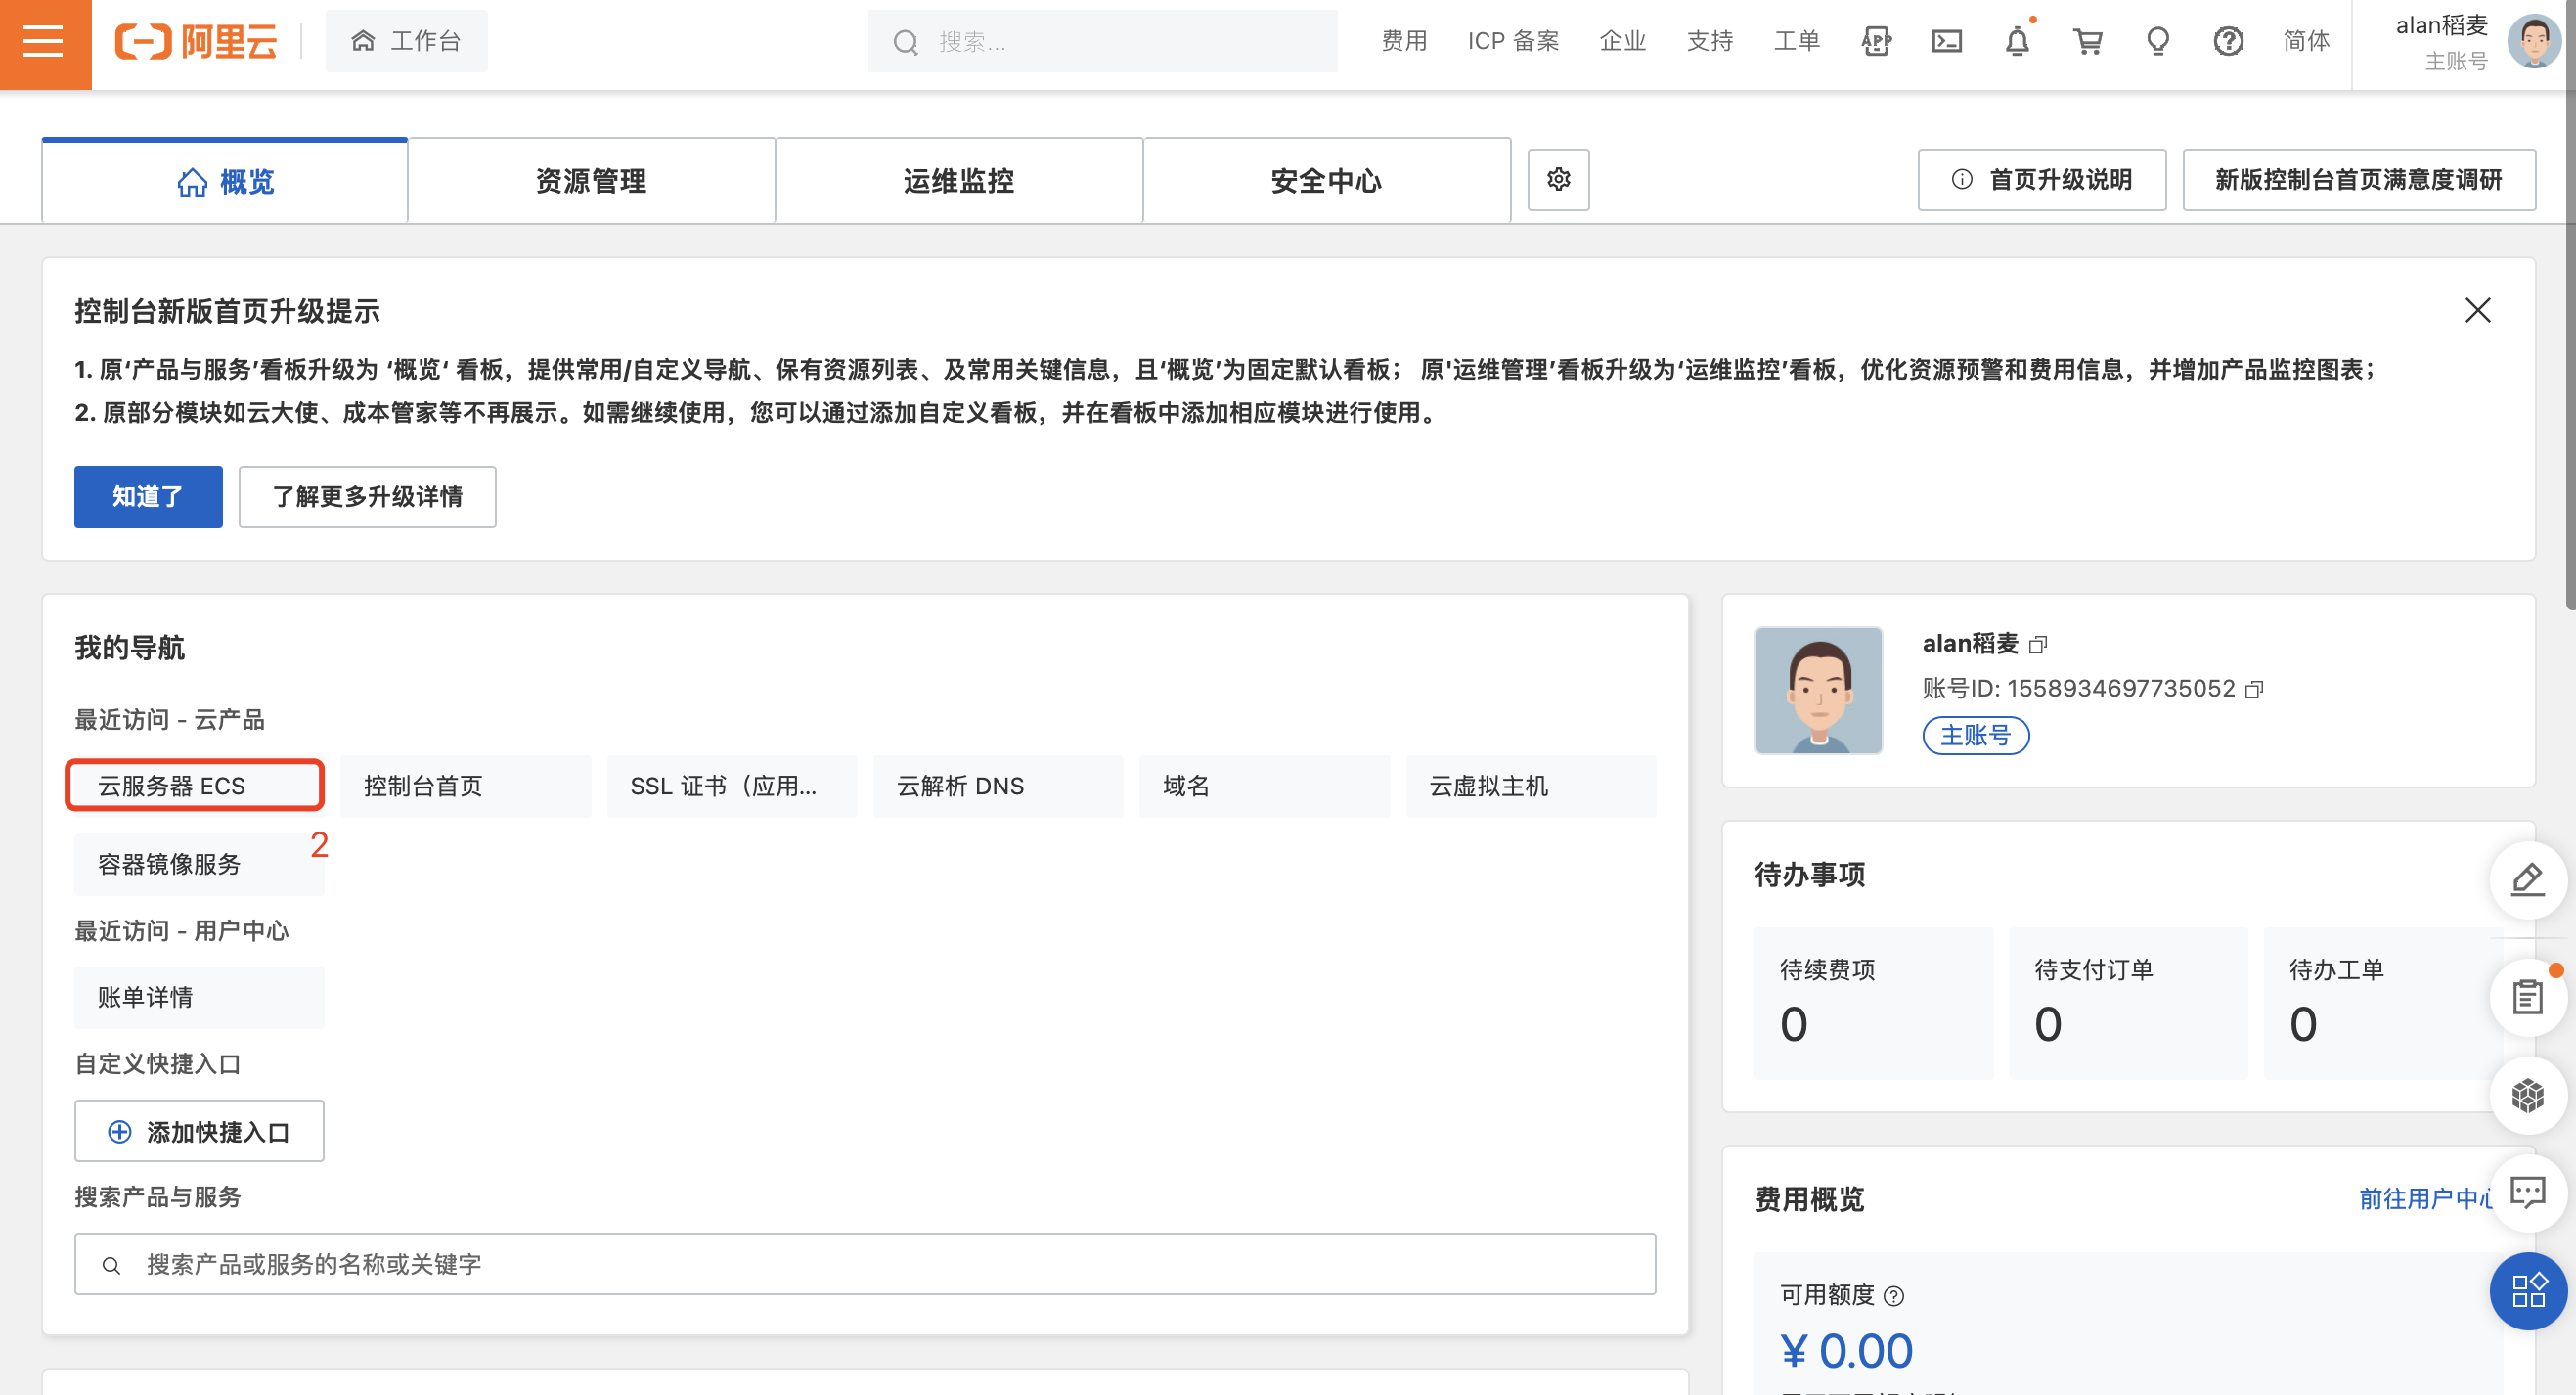 阿里云
工作台
搜索...
费用
ICP 备案
企业
支持
工单
APP
简体
alan稻麦
主账号
概览
资源管理
运维监控
安全中心
首页升级说明
新版控制台首页满意度调研
控制台新版首页升级提示
1. 原‘产品与服务’看板升级为 ‘概览‘ 看板，提供常用/自定义导航、保有资源列表、及常用关键信息，且‘概览’为固定默认看板； 原'运维管理’看板升级为‘运维监控’看板，优化资源预警和费用信息，并增加产品监控图表；
2. 原部分模块如云大使、成本管家等不再展示。如需继续使用，您可以通过添加自定义看板，并在看板中添加相应模块进行使用。
知道了
了解更多升级详情
我的导航
最近访问 - 云产品
云服务器 ECS
控制台首页
SSL 证书（应用...
云解析 DNS
域名
云虚拟主机
2
容器镜像服务
最近访问 - 用户中心
账单详情
自定义快捷入口
添加快捷入口
搜索产品与服务
搜索产品或服务的名称或关键字
alan稻麦
账号ID: 1558934697735052
主账号
待办事项
待续费项
0
待支付订单
0
待办工单
0
费用概览
前往用户中心
可用额度
¥ 0.00